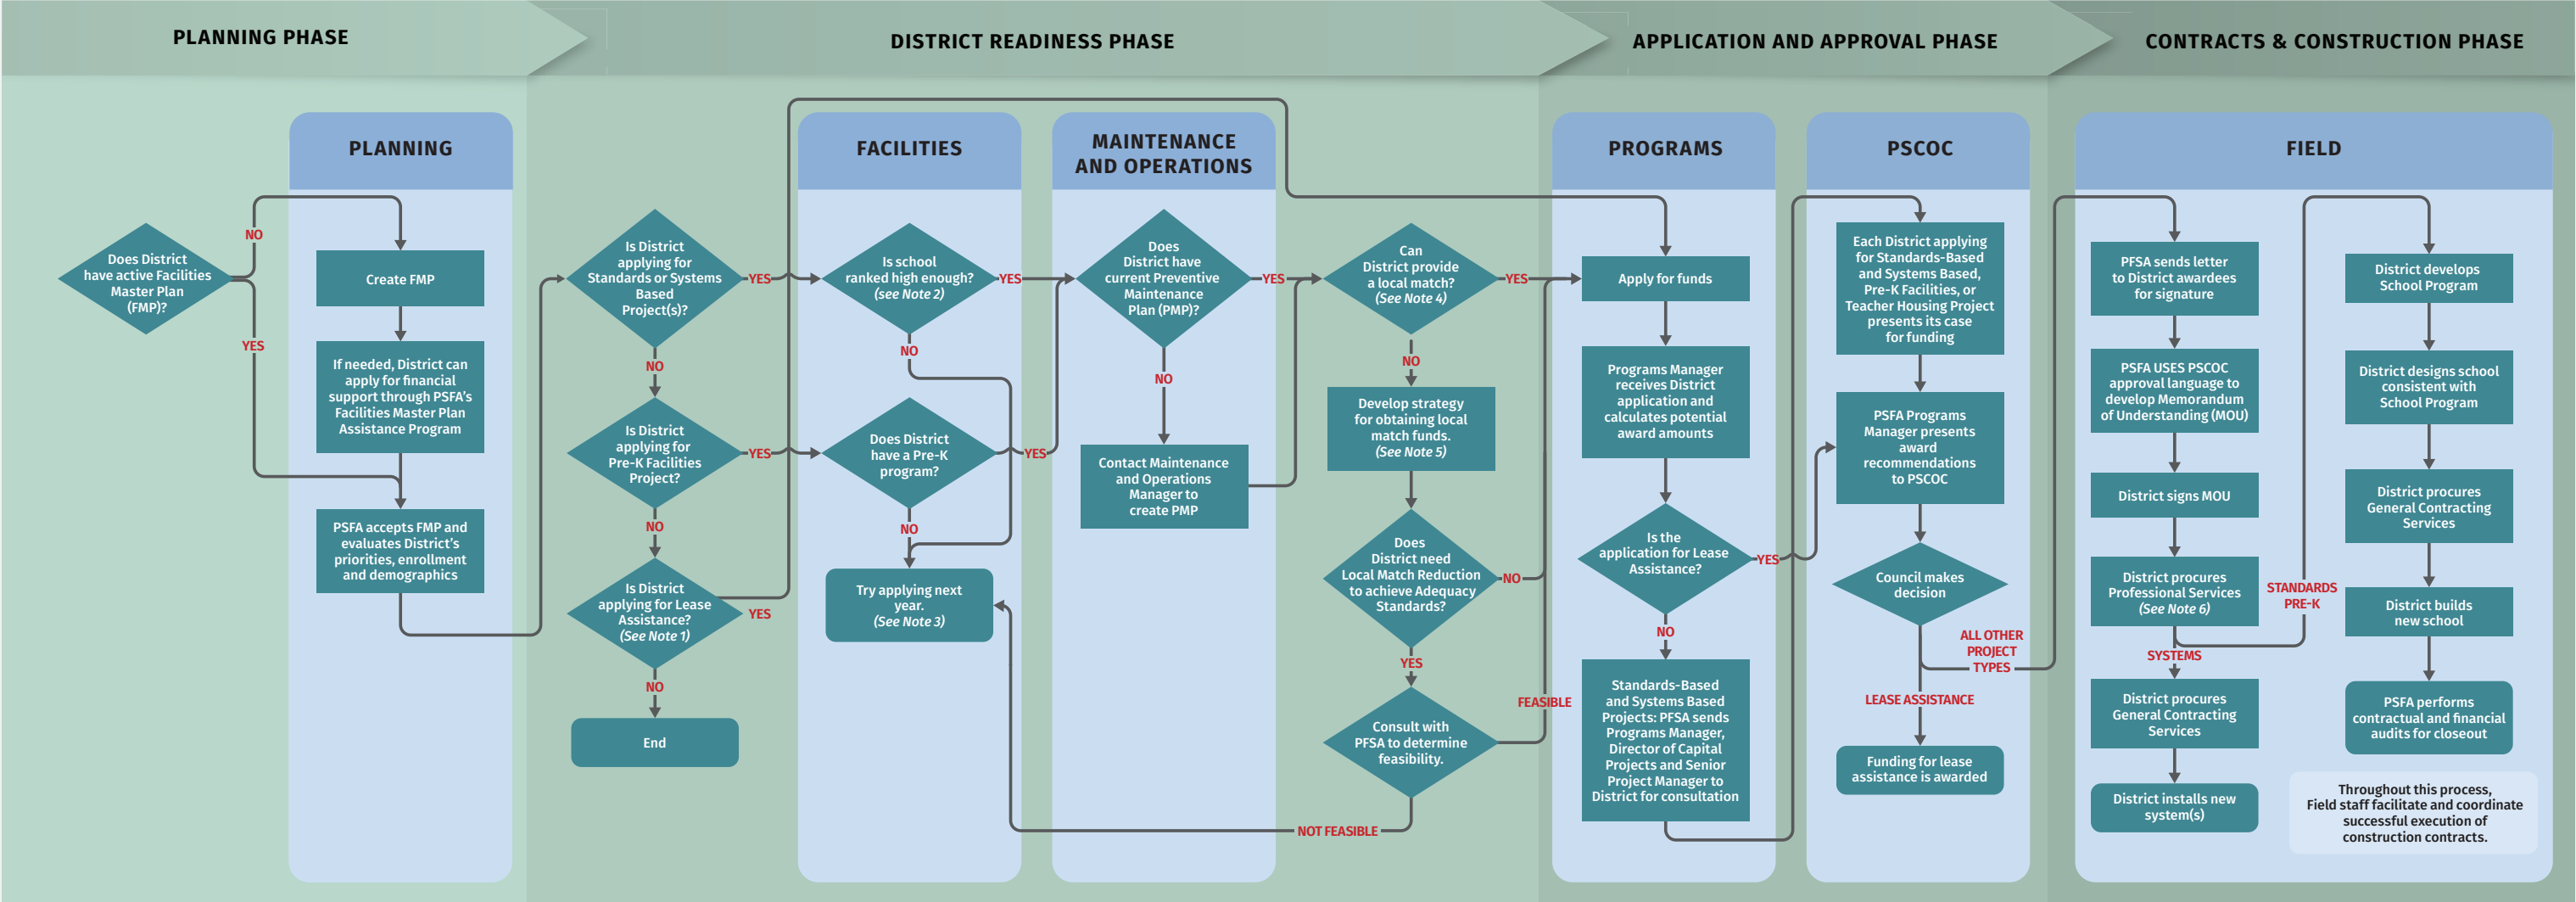 PLANNING PHASE
DISTRICT READINESS PHASE
APPLICATION AND APPROVAL PHASE
CONTRACTS & CONSTRUCTION PHASE
PLANNING
FACILITIES
MAINTENANCE
AND OPERATIONS
PROGRAMS
PSCOC
FIELD
Does District
have active Facilities
Master Plan
(FMP)?
NO
YES
Create FMP
If needed, District can
apply for financial
support through PSFA's
Facilities Master Plan
Assistance Program
PSFA accepts FMP and
evaluates District's
priorities, enrollment
and demographics
Is District
applying for
Standards or Systems
Based
Project(s)?
YES
NO
Is District
applying for
Pre-K Facilities
Project?
YES
NO
Is District
applying for Lease
Assistance?
(See Note 1)
YES
NO
End
Is school
ranked high enough?
(see Note 2)
YES
NO
Does District
have a Pre-K
program?
YES
NO
Try applying next
year.
(See Note 3)
Does
District have
current Preventive
Maintenance
Plan (PMP)?
YES
NO
Contact Maintenance
and Operations
Manager to
create PMP
Can
District provide
a local match?
(See Note 4)
YES
NO
Develop strategy
for obtaining local
match funds.
(See Note 5)
Does
District need
Local Match Reduction
to achieve Adequacy
Standards?
NO
YES
Consult with
PFSA to determine
feasibility.
FEASIBLE
NOT FEASIBLE
Apply for funds
Programs Manager
receives District
application and
calculates potential
award amounts
Is the
application for Lease
Assistance?
YES
NO
Standards-Based
and Systems Based
Projects: PFSA sends
Programs Manager,
Director of Capital
Projects and Senior
Project Manager to
District for consultation
Each District applying
for Standards-Based
and Systems Based,
Pre-K Facilities, or
Teacher Housing Project
presents its case
for funding
PSFA Programs
Manager presents
award
recommendations
to PSCOC
Council makes
decision
ALL OTHER
PROJECT
TYPES
LEASE ASSISTANCE
Funding for lease
assistance is awarded
PFSA sends letter
to District awardees
for signature
PSFA USES PSCOC
approval language to
develop Memorandum
of Understanding (MOU)
District signs MOU
District procures
Professional Services
(See Note 6)
SYSTEMS
STANDARDS
PRE-K
District procures
General Contracting
Services
District installs new
system(s)
District develops
School Program
District designs school
consistent with
School Program
District procures
General Contracting
Services
District builds
new school
PSFA performs
contractual and financial
audits for closeout
Throughout this process,
Field staff facilitate and coordinate
successful execution of
construction contracts.